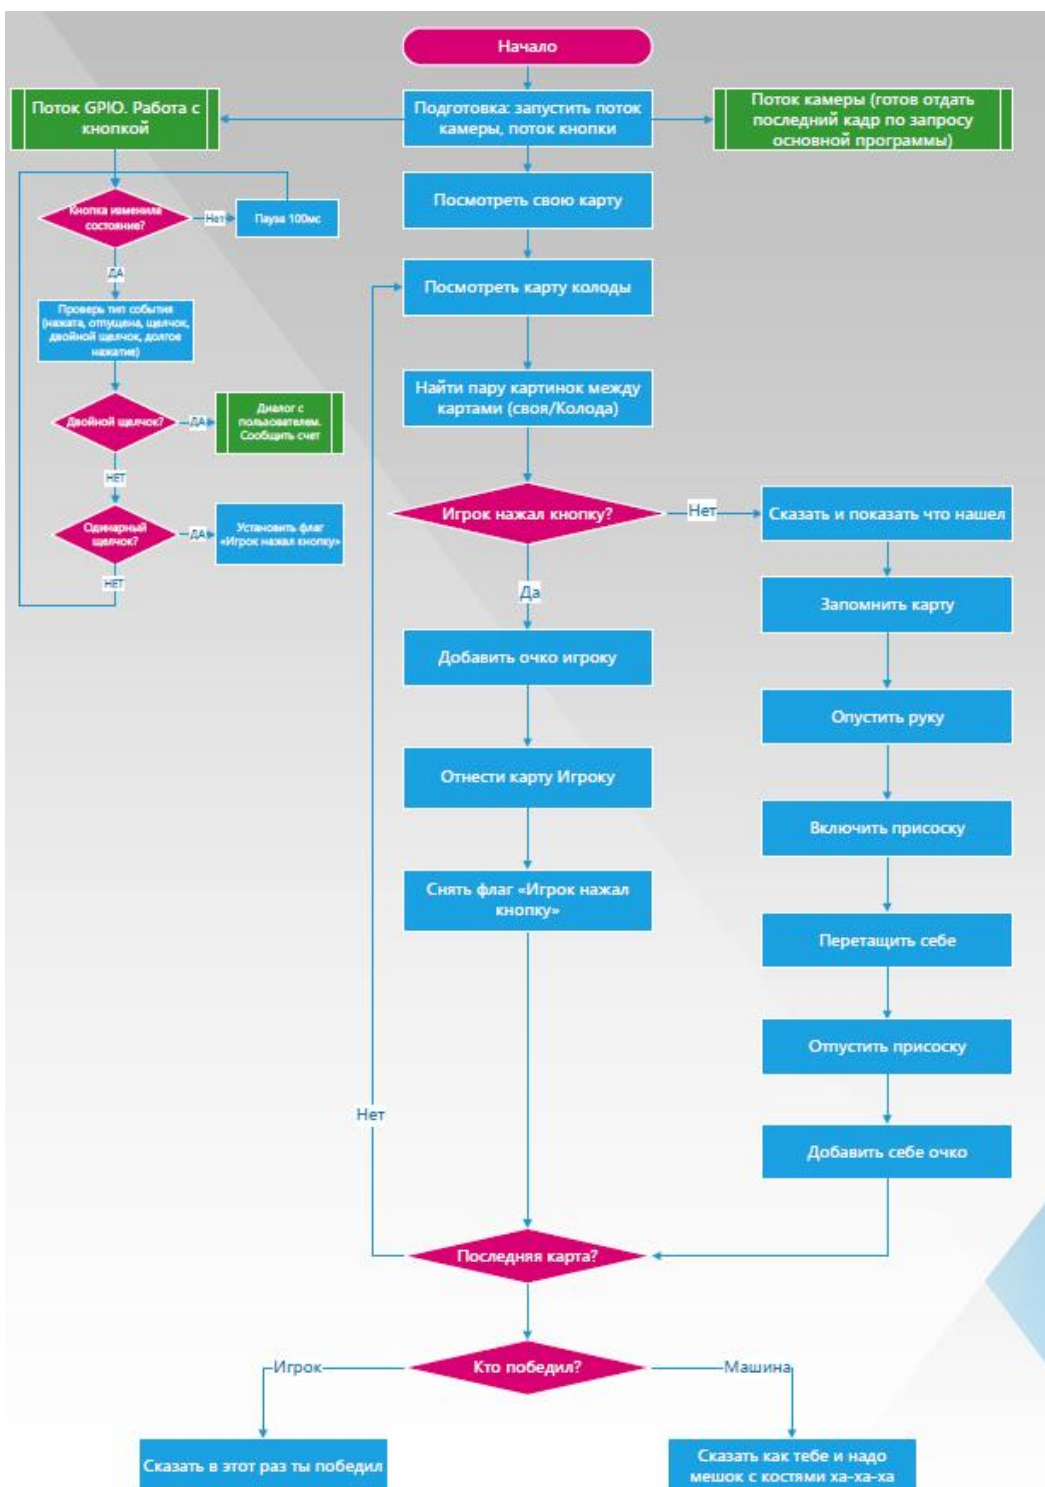 Начало
Поток GPIO. Работа с
кнопкой
Подготовка: запустить поток
камеры, поток кнопки
Поток камеры (готов отдать
последний кадр по запросу
основной программы)
Посмотреть свою карту
Кнопка изменила
состояние?
Нет
Пауза 100мс
ДА
Посмотреть карту колоды
Проверь тип события
(нажата, отпущена, щелчок,
двойной щелчок, долгое
нажатие)
Найти пару картинок между
картами (своя/Колода)
Двойной щелчок?
ДА
Диалог с
пользователем.
Сообщить счет
НЕТ
Одинарный
щелчок?
ДА
Установить флаг
«Игрок нажал кнопку»
НЕТ
Игрок нажал кнопку?
Нет
Сказать и показать что нашел
Да
Запомнить карту
Добавить очко игроку
Опустить руку
Отнести карту Игроку
Включить присоску
Снять флаг «Игрок нажал
кнопку»
Перетащить себе
Отпустить присоску
Нет
Добавить себе очко
Последняя карта?
Кто победил?
Игрок
Машина
Сказать в этот раз ты победил
Сказать как тебе и надо
мешок с костями ха-ха-ха